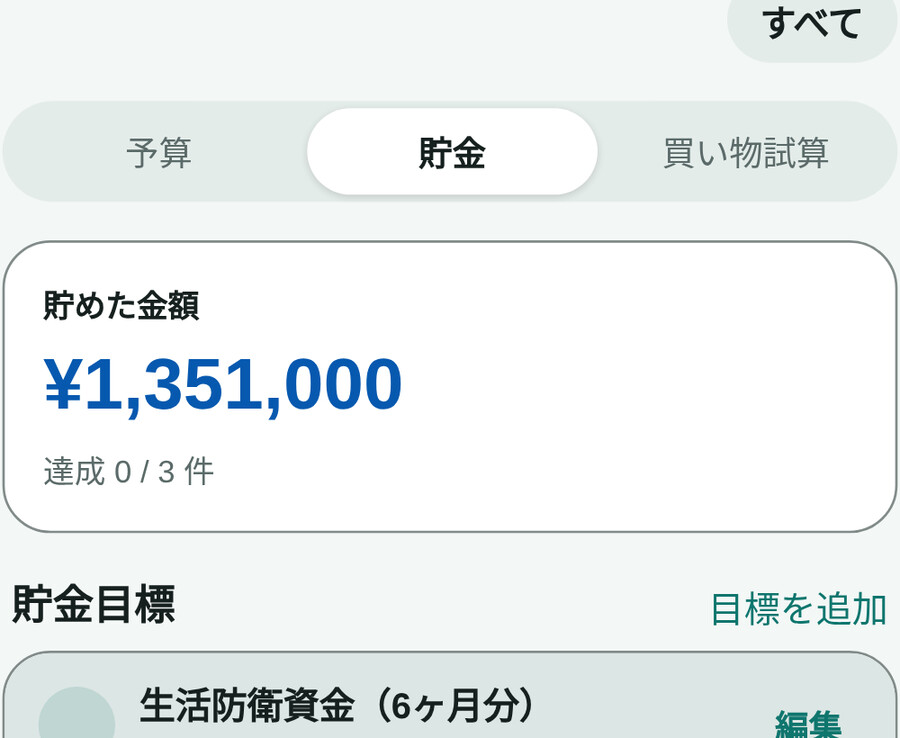 すべて
予算
貯金
買い物試算
貯めた金額
¥1,351,000
達成 0 / 3 件
貯金目標
目標を追加
生活防衛資金（6ヶ月分）
編集